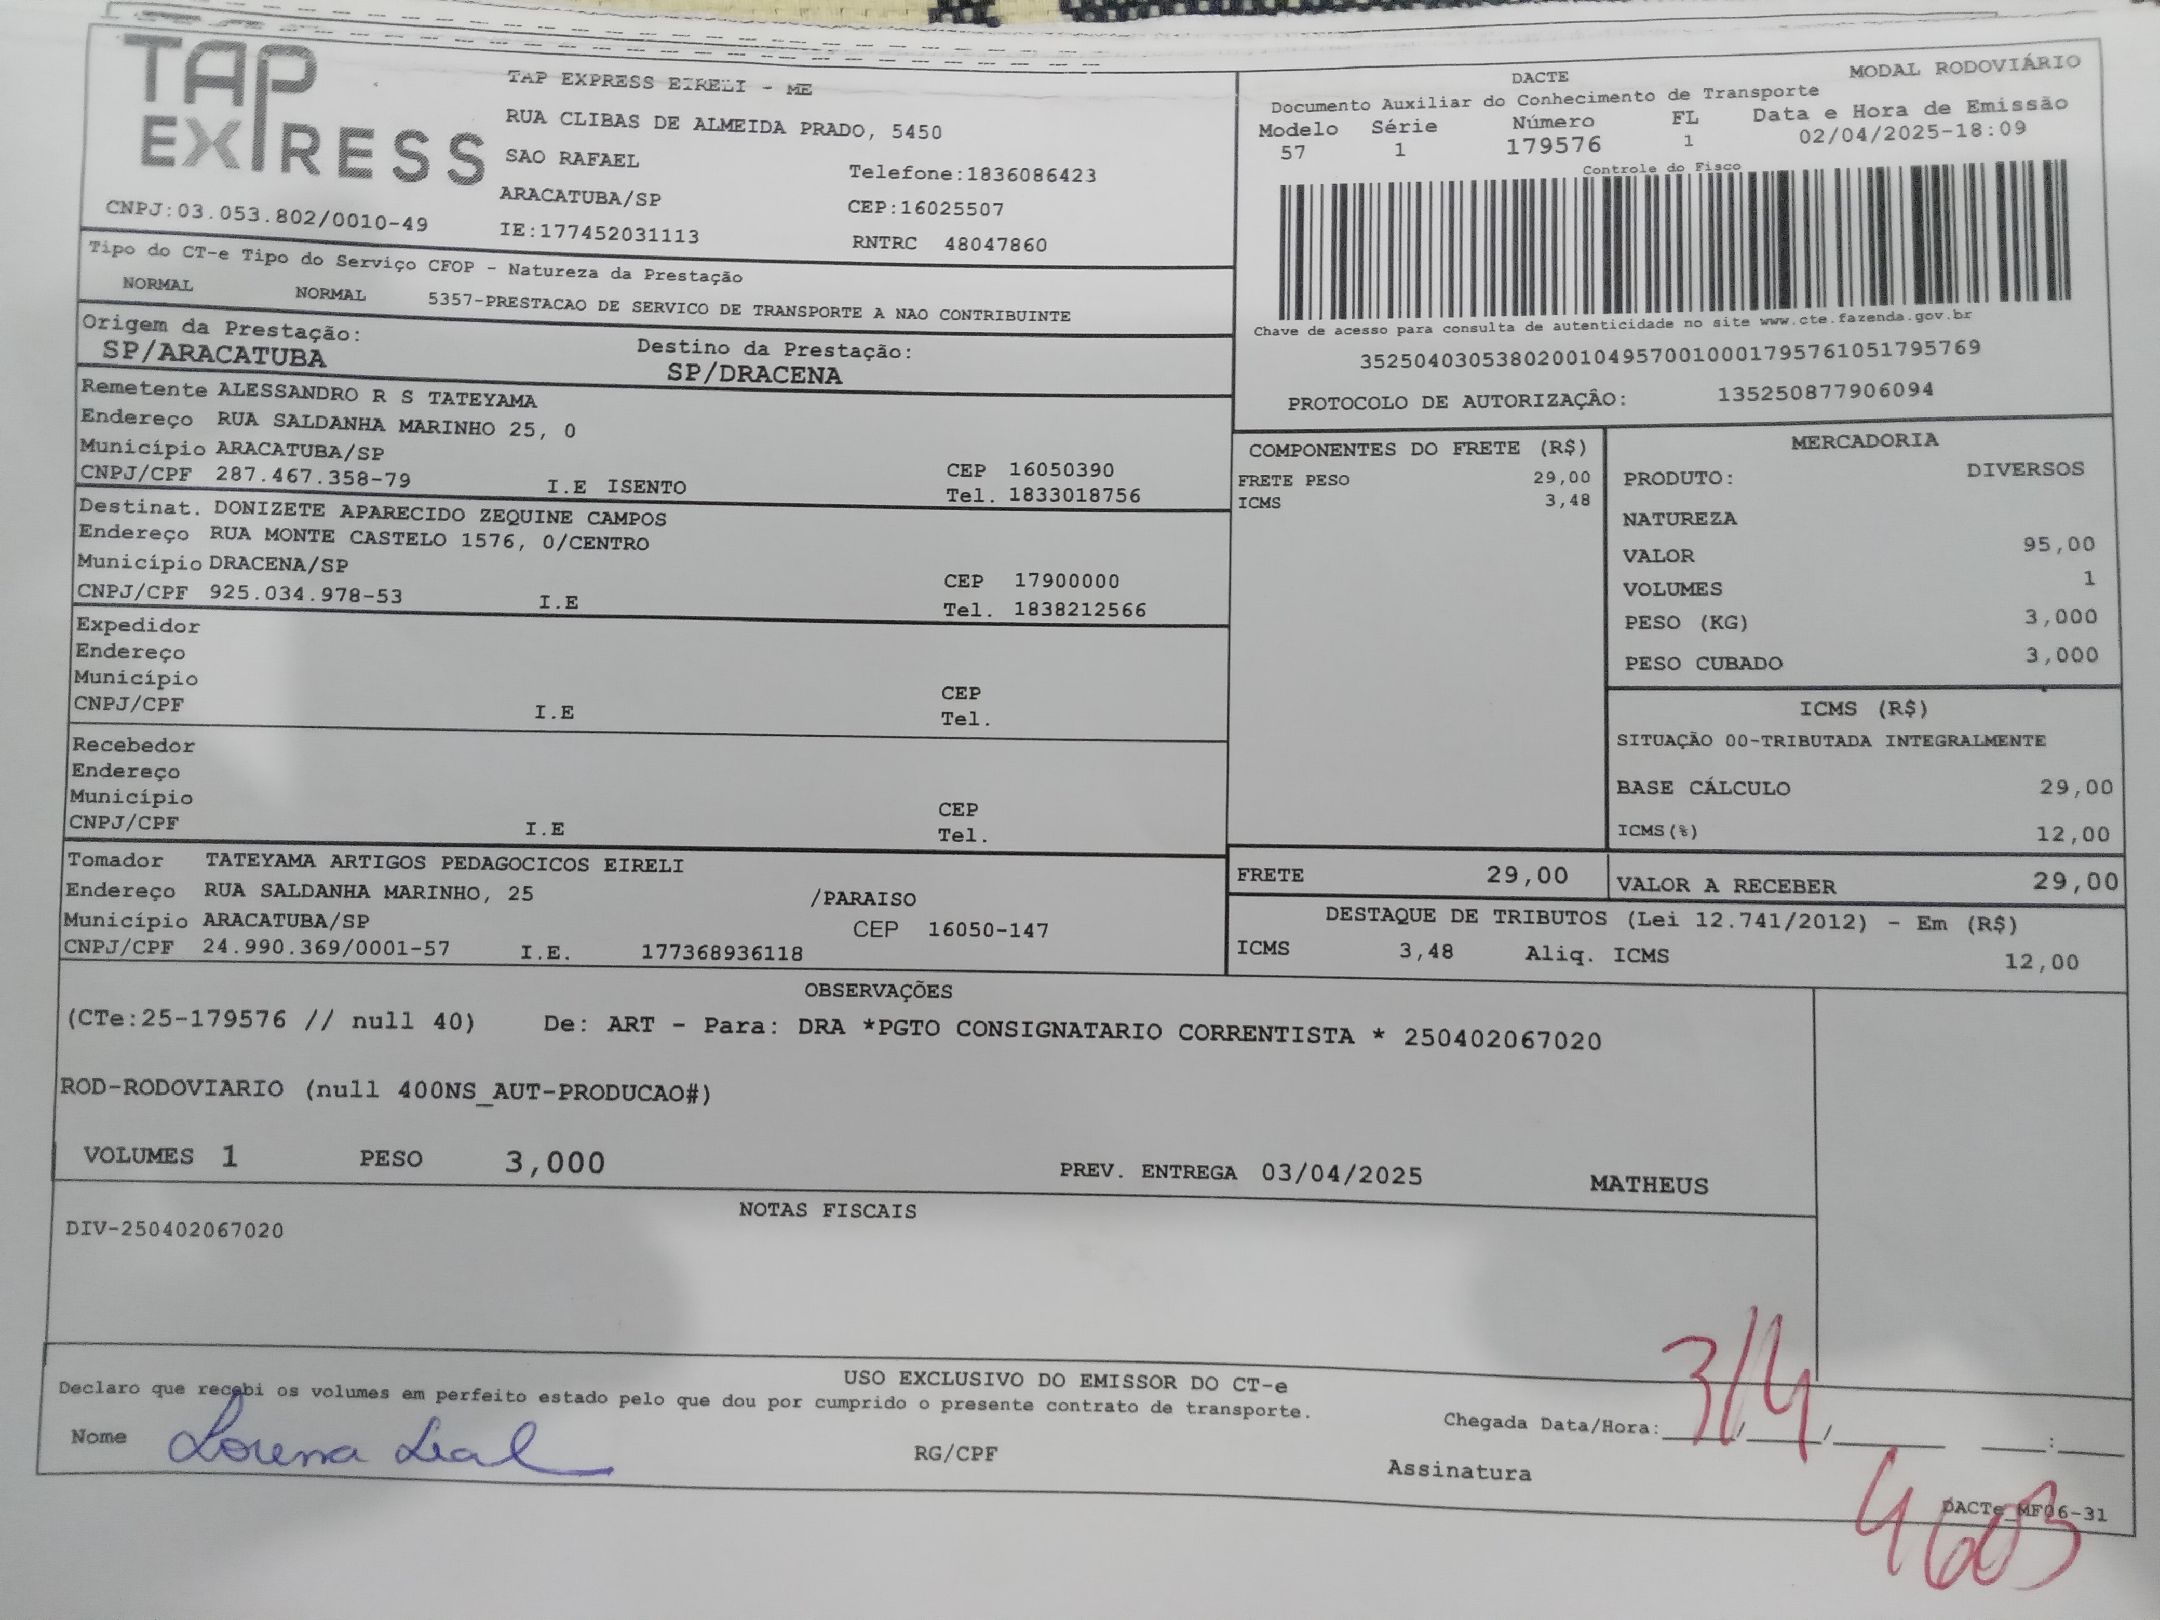 TAP
EXPRESS
CNPJ:03.053.802/0010-49
TAP EXPRESS EIRELI - ME
RUA CLIBAS DE ALMEIDA PRADO, 5450
SAO RAFAEL
Telefone:1836086423
ARACATUBA/SP
CEP:16025507
IE:177452031113
RNTRC 48047860
DACTE
MODAL RODOVIÁRIO
Documento Auxiliar do Conhecimento de Transporte
Modelo Série Número FL Data e Hora de Emissão
57 1 179576 1 02/04/2025-18:09
Controle do Fisco
Chave de acesso para consulta de autenticidade no site www.cte.fazenda.gov.br
35250403053802001049570010001795761051795769
PROTOCOLO DE AUTORIZAÇÂO: 135250877906094
Tipo do CT-e Tipo do Serviço CFOP - Natureza da Prestação
NORMAL NORMAL 5357-PRESTACAO DE SERVICO DE TRANSPORTE A NAO CONTRIBUINTE
Origem da Prestação: Destino da Prestação:
SP/ARACATUBA SP/DRACENA
Remetente ALESSANDRO R S TATEYAMA
Endereço RUA SALDANHA MARINHO 25, 0
Município ARACATUBA/SP CEP 16050390
CNPJ/CPF 287.467.358-79 I.E ISENTO Tel. 1833018756
Destinat. DONIZETE APARECIDO ZEQUINE CAMPOS
Endereço RUA MONTE CASTELO 1576, 0/CENTRO
Município DRACENA/SP CEP 17900000
CNPJ/CPF 925.034.978-53 I.E Tel. 1838212566
Expedidor
Endereço
Município CEP
CNPJ/CPF I.E Tel.
Recebedor
Endereço
Município CEP
CNPJ/CPF I.E Tel.
Tomador TATEYAMA ARTIGOS PEDAGOCICOS EIRELI
Endereço RUA SALDANHA MARINHO, 25 /PARAISO
Município ARACATUBA/SP CEP 16050-147
CNPJ/CPF 24.990.369/0001-57 I.E. 177368936118
COMPONENTES DO FRETE (R$)
FRETE PESO 29,00
ICMS 3,48
MERCADORIA
PRODUTO: DIVERSOS
NATUREZA
VALOR 95,00
VOLUMES 1
PESO (KG) 3,000
PESO CUBADO 3,000
ICMS (R$)
SITUAÇÃO 00-TRIBUTADA INTEGRALMENTE
BASE CÁLCULO 29,00
ICMS(%) 12,00
FRETE 29,00 VALOR A RECEBER 29,00
DESTAQUE DE TRIBUTOS (Lei 12.741/2012) - Em (R$)
ICMS 3,48 Aliq. ICMS 12,00
OBSERVAÇÕES
(CTe:25-179576 // null 40) De: ART - Para: DRA *PGTO CONSIGNATARIO CORRENTISTA * 250402067020
ROD-RODOVIARIO (null 400NS_AUT-PRODUCAO#)
VOLUMES 1 PESO 3,000 PREV. ENTREGA 03/04/2025 MATHEUS
NOTAS FISCAIS
DIV-250402067020
USO EXCLUSIVO DO EMISSOR DO CT-e
Declaro que recebi os volumes em perfeito estado pelo que dou por cumprido o presente contrato de transporte.
Chegada Data/Hora: 3/4
Nome Lorena Leal RG/CPF Assinatura
DACTe_MF06-31
4603